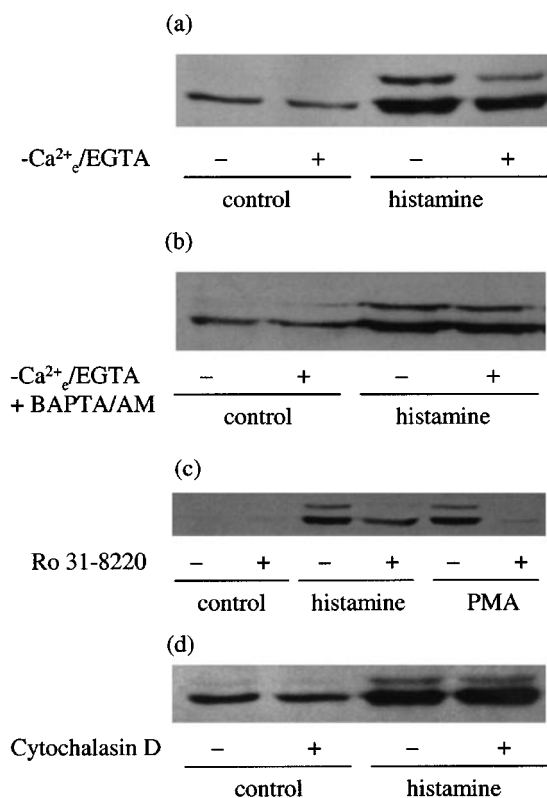 (a)
-Ca²⁺ₑ/EGTA – + – +
control histamine
(b)
-Ca²⁺ₑ/EGTA
+ BAPTA/AM – + – +
control histamine
(c)
Ro 31-8220 – + – + – +
control histamine PMA
(d)
Cytochalasin D – + – +
control histamine